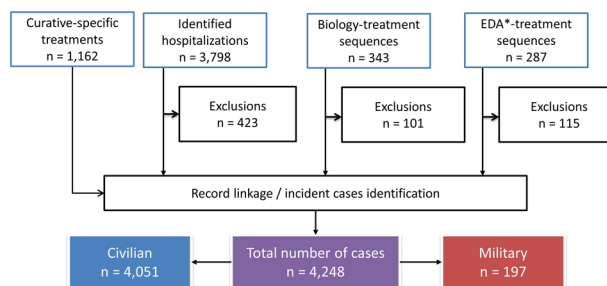 Curative-specific
treatments
n = 1,162
Identified
hospitalizations
n = 3,798
Biology-treatment
sequences
n = 343
EDA*-treatment
sequences
n = 287
Exclusions
n = 423
Exclusions
n = 101
Exclusions
n = 115
Record linkage / incident cases identification
Civilian
n = 4,051
Total number of cases
n = 4,248
Military
n = 197